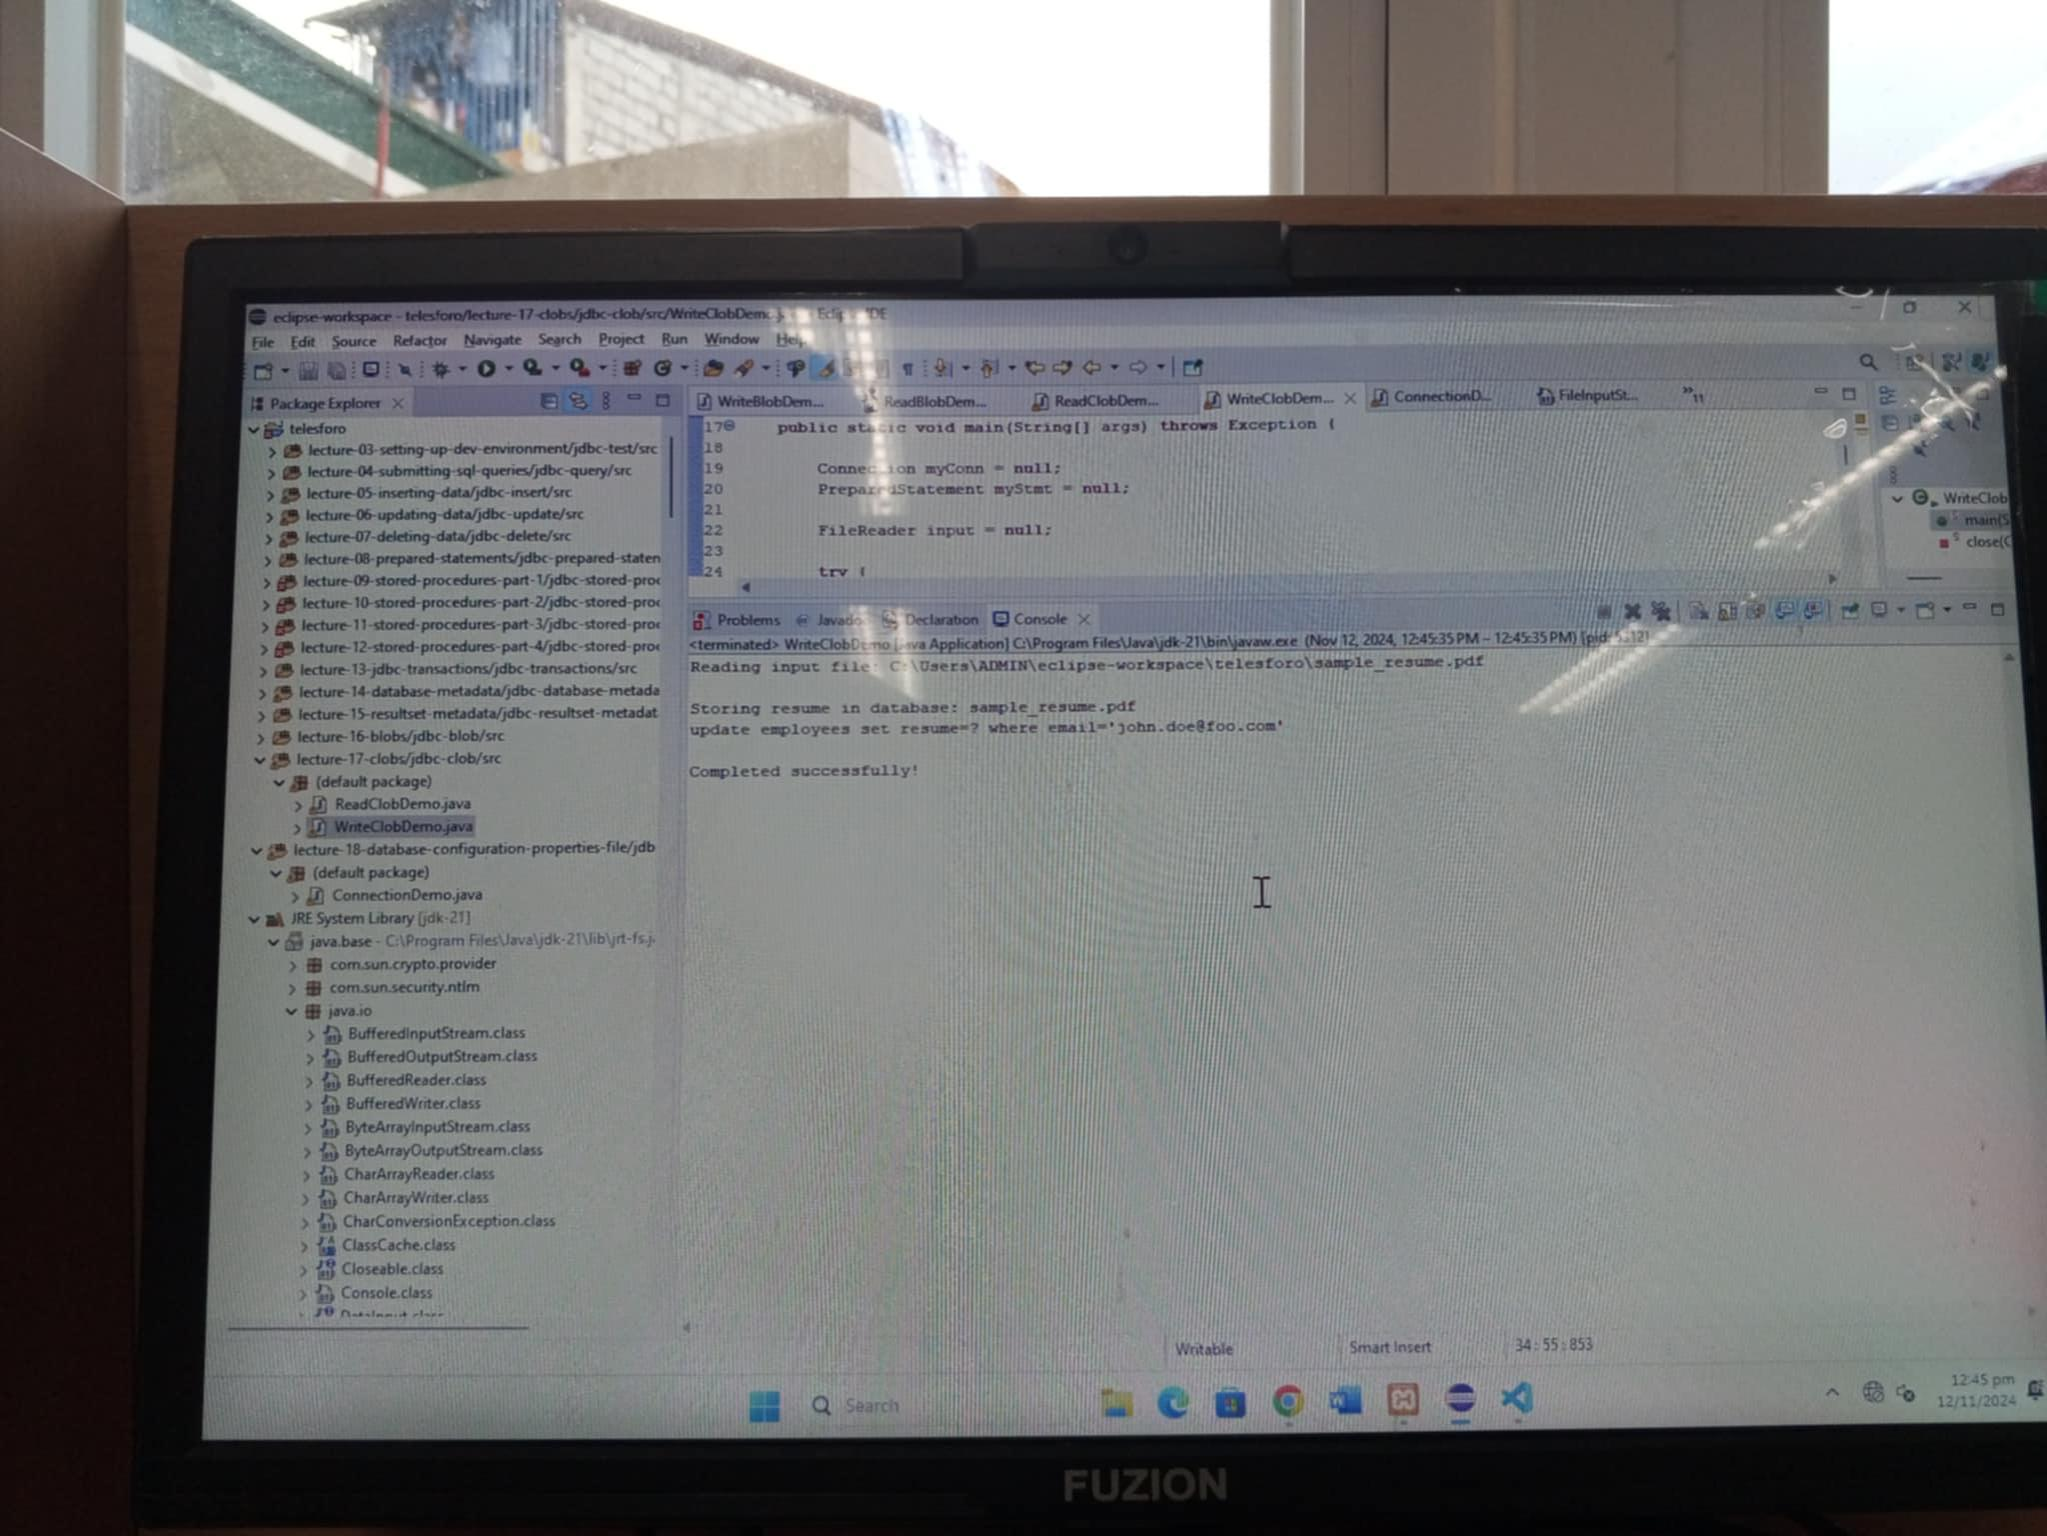 eclipse-workspace - telesforo/lecture-17-clobs/jdbc-clob/src/WriteClobDemo.j
File Edit Source Refactor Navigate Search Project Run Window Help
Package Explorer
telesforo
lecture-03-setting-up-dev-environment/jdbc-test/src
lecture-04-submitting-sql-queries/jdbc-query/src
lecture-05-inserting-data/jdbc-insert/src
lecture-06-updating-data/jdbc-update/src
lecture-07-deleting-data/jdbc-delete/src
lecture-08-prepared-statements/jdbc-prepared-staten
lecture-09-stored-procedures-part-1/jdbc-stored-proc
lecture-10-stored-procedures-part-2/jdbc-stored-proc
lecture-11-stored-procedures-part-3/jdbc-stored-proc
lecture-12-stored-procedures-part-4/jdbc-stored-proc
lecture-13-jdbc-transactions/jdbc-transactions/src
lecture-14-database-metadata/jdbc-database-metada
lecture-15-resultset-metadata/jdbc-resultset-metadat
lecture-16-blobs/jdbc-blob/src
lecture-17-clobs/jdbc-clob/src
(default package)
ReadClobDemo.java
WriteClobDemo.java
lecture-18-database-configuration-properties-file/jdb
(default package)
ConnectionDemo.java
JRE System Library [jdk-21]
java.base - C:\Program Files\Java\jdk-21\lib\jrt-fs.j
com.sun.crypto.provider
com.sun.security.ntlm
java.io
BufferedInputStream.class
BufferedOutputStream.class
BufferedReader.class
BufferedWriter.class
ByteArrayInputStream.class
ByteArrayOutputStream.class
CharArrayReader.class
CharArrayWriter.class
CharConversionException.class
ClassCache.class
Closeable.class
Console.class
DataInput.class
WriteBlobDem... ReadBlobDem... ReadClobDem... WriteClobDem... ConnectionD... FileInputSt... »11
17 public static void main(String[] args) throws Exception {
18
19 Connection myConn = null;
20 PreparedStatement myStmt = null;
21
22 FileReader input = null;
23
24 try {
WriteClob
main(S
close(C
Problems Javadoc Declaration Console
<terminated> WriteClobDemo [Java Application] C:\Program Files\Java\jdk-21\bin\javaw.exe (Nov 12, 2024, 12:45:35 PM – 12:45:35 PM)
Reading input file: C:\Users\ADMIN\eclipse-workspace\telesforo\sample_resume.pdf
Storing resume in database: sample_resume.pdf
update employees set resume=? where email='john.doe@foo.com'
Completed successfully!
Writable Smart Insert 34 : 55 : 853
Search
12:45 pm
12/11/2024
FUZION